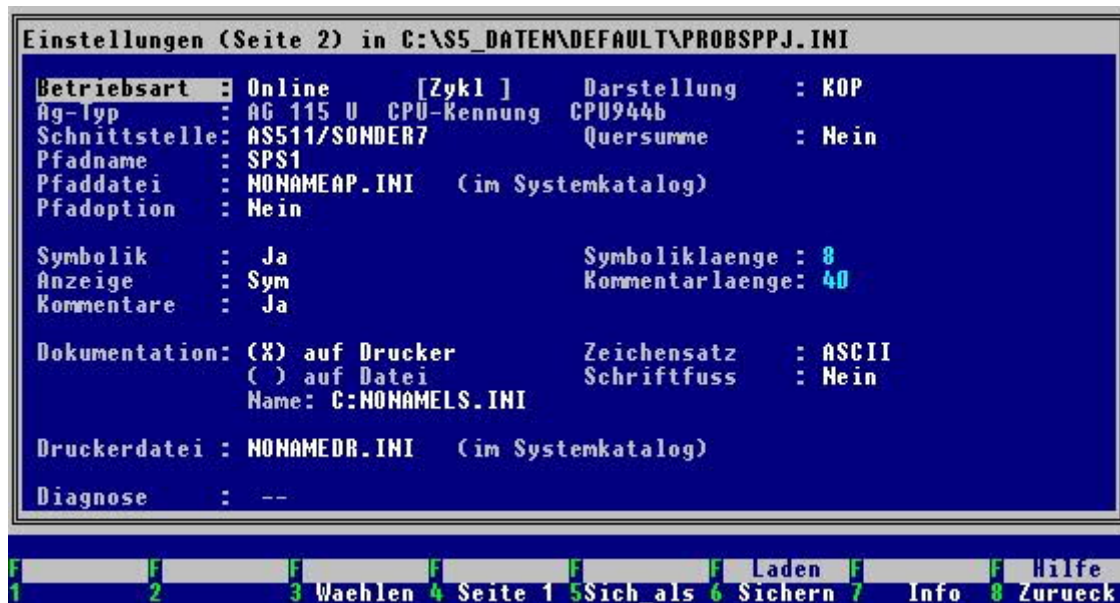 Einstellungen (Seite 2) in C:\S5_DATEN\DEFAULT\PROBSPPJ.INI
Betriebsart : Online [Zykl ] Darstellung : KOP
Ag-Typ : AG 115 U CPU-Kennung CPU944b
Schnittstelle: AS511/SONDER7 Quersumme : Nein
Pfadname : SPS1
Pfaddatei : NONAMEAP.INI (im Systemkatalog)
Pfadoption : Nein
Symbolik : Ja Symboliklaenge : 8
Anzeige : Sym Kommentarlaenge: 40
Kommentare : Ja
Dokumentation: (X) auf Drucker Zeichensatz : ASCII
( ) auf Datei Schriftfuss : Nein
Name: C:NONAMELS.INI
Druckerdatei : NONAMEDR.INI (im Systemkatalog)
Diagnose : --
F F F F F F Laden F F Hilfe
1 2 3 Waehlen 4 Seite 1 5Sich als 6 Sichern 7 Info 8 Zurueck